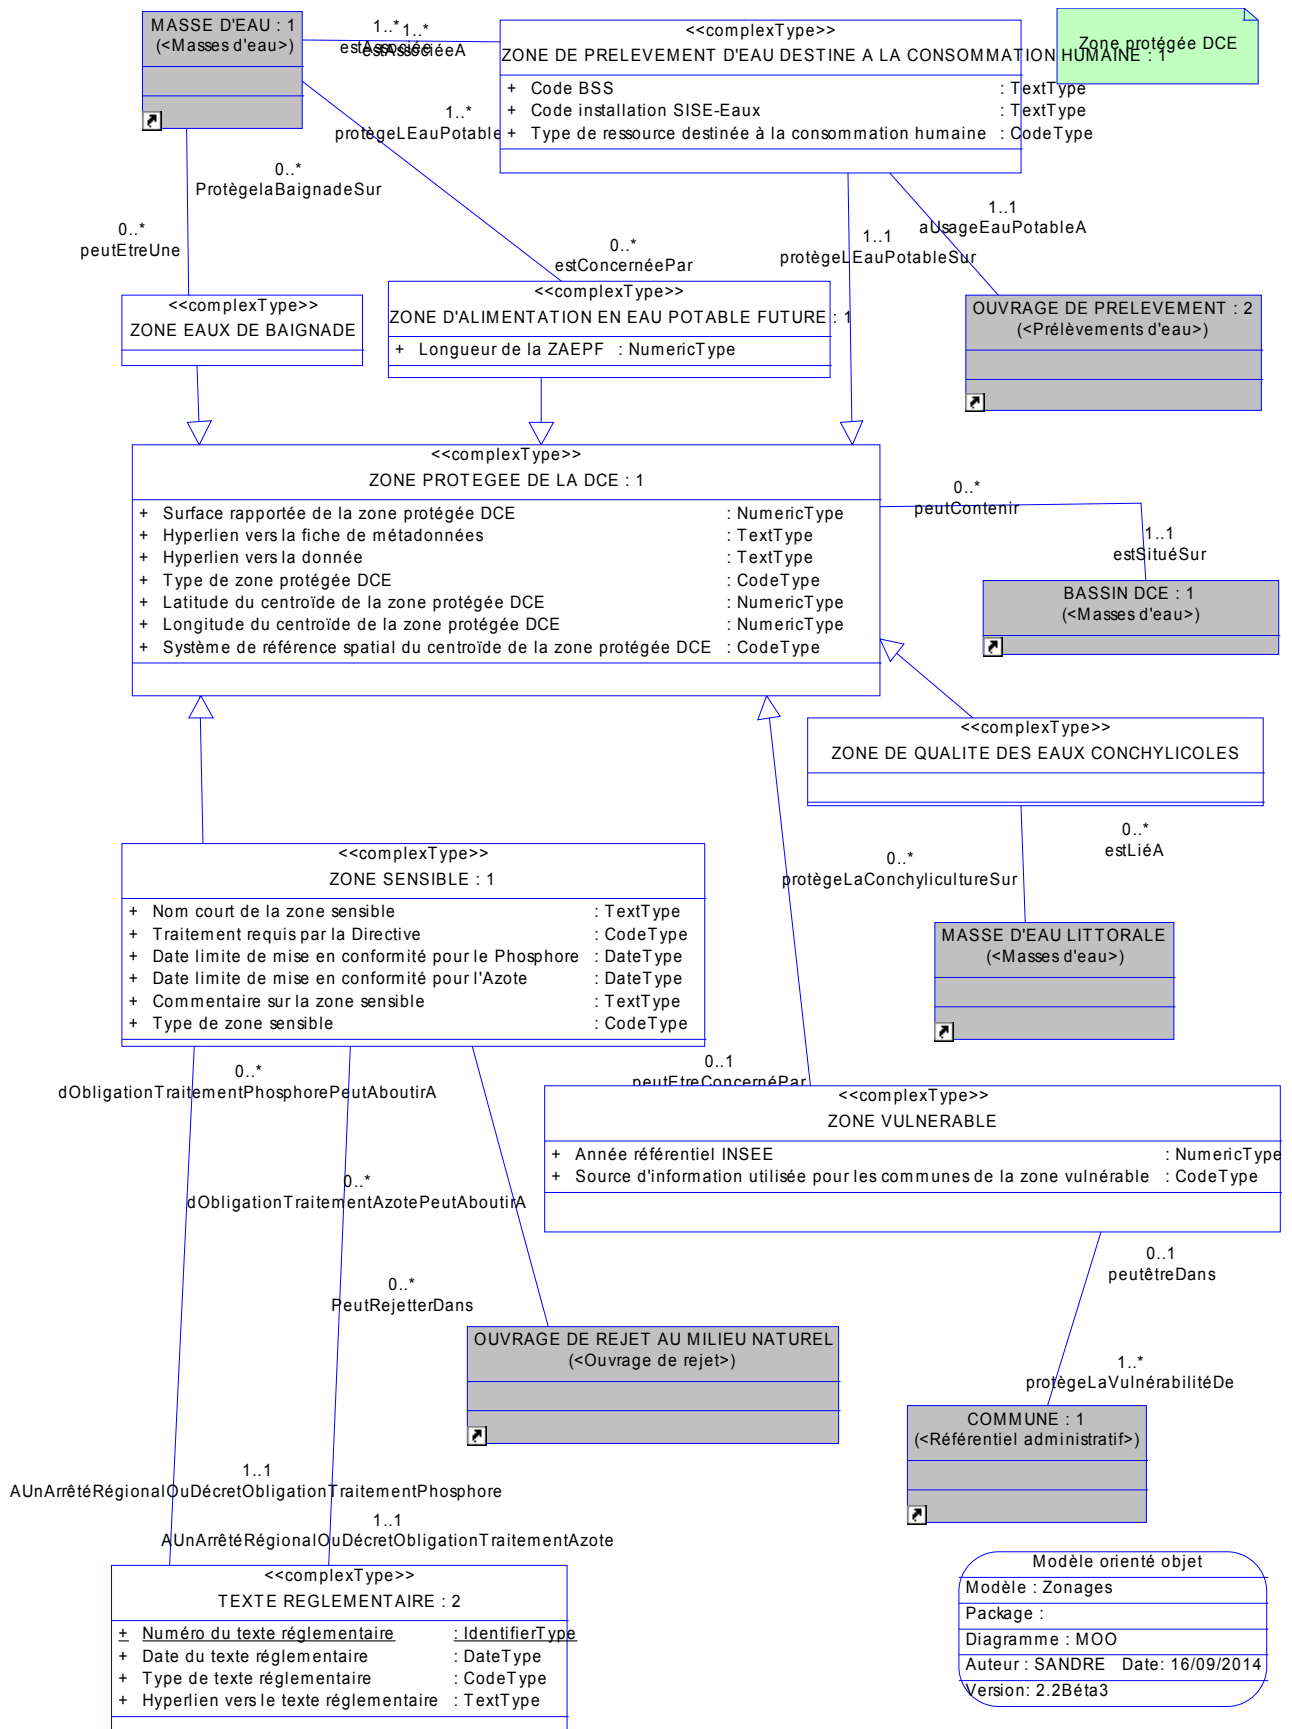 MASSE D'EAU : 1
(<Masses d'eau>)
1..*
1..*
estAssociée
estAssociéeA
<<complexType>>
ZONE DE PRELEVEMENT D'EAU DESTINE A LA CONSOMMATION HUMAINE : 1
+ Code BSS : TextType
+ Code installation SISE-Eaux : TextType
+ Type de ressource destinée à la consommation humaine : CodeType
Zone protégée DCE
1..*
protègeLEauPotable
0..*
ProtègelaBaignadeSur
0..*
peutEtreUne
0..*
estConcernéePar
1..1
protègeLEauPotableSur
1..1
aUsageEauPotableA
<<complexType>>
ZONE EAUX DE BAIGNADE
<<complexType>>
ZONE D'ALIMENTATION EN EAU POTABLE FUTURE : 1
+ Longueur de la ZAEPF : NumericType
OUVRAGE DE PRELEVEMENT : 2
(<Prélèvements d'eau>)
<<complexType>>
ZONE PROTEGEE DE LA DCE : 1
+ Surface rapportée de la zone protégée DCE : NumericType
+ Hyperlien vers la fiche de métadonnées : TextType
+ Hyperlien vers la donnée : TextType
+ Type de zone protégée DCE : CodeType
+ Latitude du centroïde de la zone protégée DCE : NumericType
+ Longitude du centroïde de la zone protégée DCE : NumericType
+ Système de référence spatial du centroïde de la zone protégée DCE : CodeType
0..*
peutContenir
1..1
estSituéSur
BASSIN DCE : 1
(<Masses d'eau>)
<<complexType>>
ZONE DE QUALITE DES EAUX CONCHYLICOLES
0..*
estLiéA
0..*
protègeLaConchylicultureSur
MASSE D'EAU LITTORALE
(<Masses d'eau>)
<<complexType>>
ZONE SENSIBLE : 1
+ Nom court de la zone sensible : TextType
+ Traitement requis par la Directive : CodeType
+ Date limite de mise en conformité pour le Phosphore : DateType
+ Date limite de mise en conformité pour l'Azote : DateType
+ Commentaire sur la zone sensible : TextType
+ Type de zone sensible : CodeType
0..*
dObligationTraitementPhosphorePeutAboutirA
0..1
peutEtreConcernéPar
<<complexType>>
ZONE VULNERABLE
+ Année référentiel INSEE : NumericType
+ Source d'information utilisée pour les communes de la zone vulnérable : CodeType
0..*
dObligationTraitementAzotePeutAboutirA
0..*
PeutRejetterDans
0..1
peutêtreDans
OUVRAGE DE REJET AU MILIEU NATUREL
(<Ouvrage de rejet>)
1..*
protègeLaVulnérabilitéDe
COMMUNE : 1
(<Référentiel administratif>)
1..1
AUnArrêtéRégionalOuDécretObligationTraitementPhosphore
1..1
AUnArrêtéRégionalOuDécretObligationTraitementAzote
<<complexType>>
TEXTE REGLEMENTAIRE : 2
+ Numéro du texte réglementaire : IdentifierType
+ Date du texte réglementaire : DateType
+ Type de texte réglementaire : CodeType
+ Hyperlien vers le texte réglementaire : TextType
Modèle orienté objet
Modèle : Zonages
Package :
Diagramme : MOO
Auteur : SANDRE Date: 16/09/2014
Version: 2.2Béta3